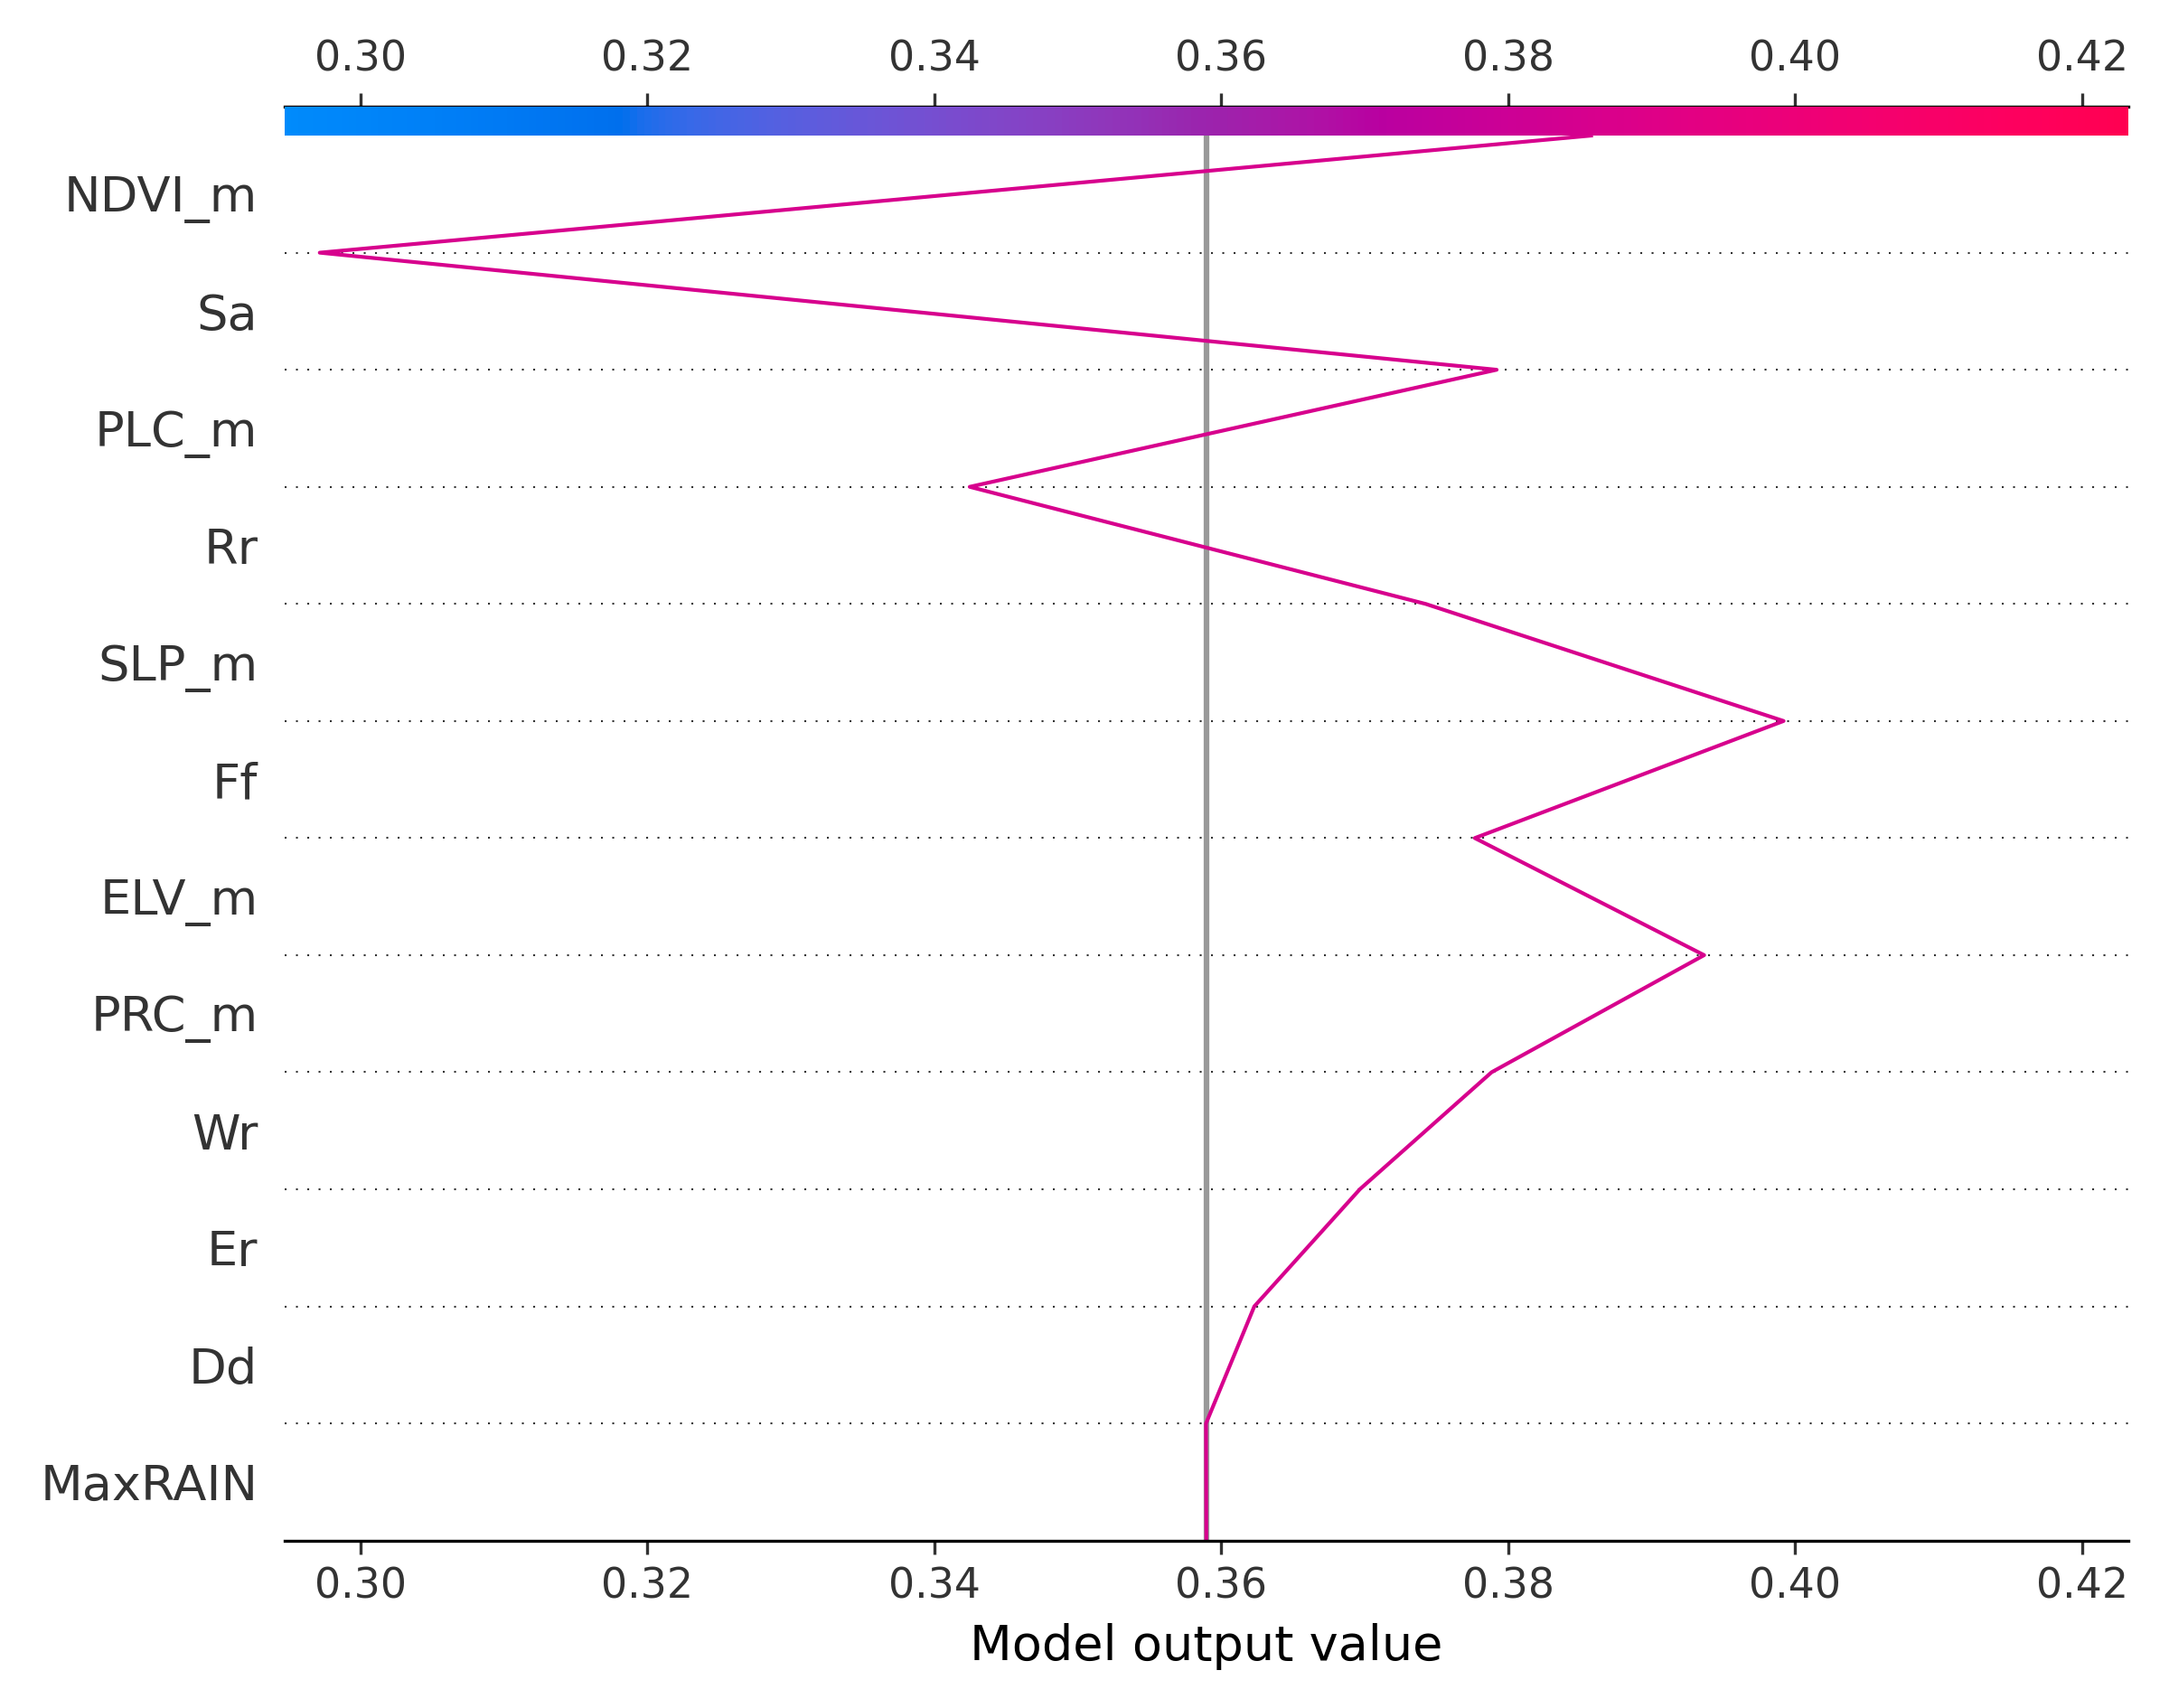 0.30 0.32 0.34 0.36 0.38 0.40 0.42
NDVI_m
Sa
PLC_m
Rr
SLP_m
Ff
ELV_m
PRC_m
Wr
Er
Dd
MaxRAIN
0.30 0.32 0.34 0.36 0.38 0.40 0.42
Model output value